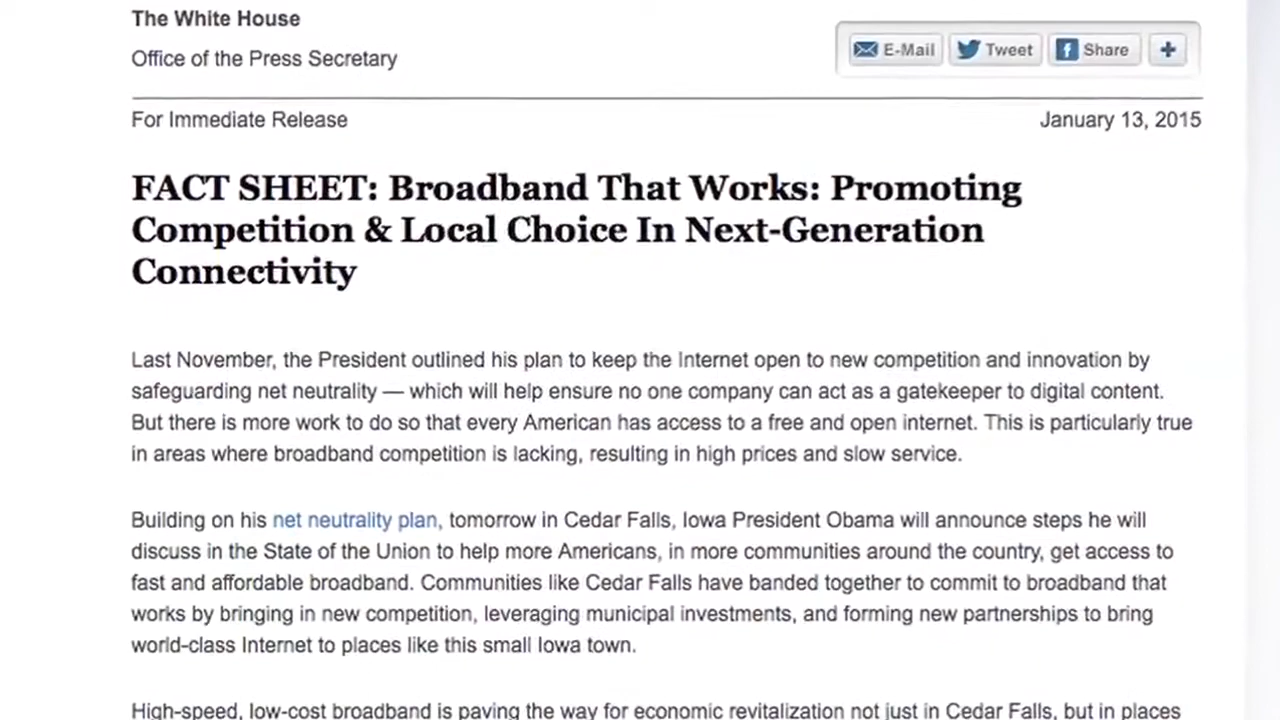 The White House
Office of the Press Secretary
E-Mail Tweet Share
For Immediate Release January 13, 2015
FACT SHEET: Broadband That Works: Promoting
Competition & Local Choice In Next-Generation
Connectivity
Last November, the President outlined his plan to keep the Internet open to new competition and innovation by
safeguarding net neutrality — which will help ensure no one company can act as a gatekeeper to digital content.
But there is more work to do so that every American has access to a free and open internet. This is particularly true
in areas where broadband competition is lacking, resulting in high prices and slow service.
Building on his net neutrality plan, tomorrow in Cedar Falls, Iowa President Obama will announce steps he will
discuss in the State of the Union to help more Americans, in more communities around the country, get access to
fast and affordable broadband. Communities like Cedar Falls have banded together to commit to broadband that
works by bringing in new competition, leveraging municipal investments, and forming new partnerships to bring
world-class Internet to places like this small Iowa town.
High-speed, low-cost broadband is paving the way for economic revitalization not just in Cedar Falls, but in places